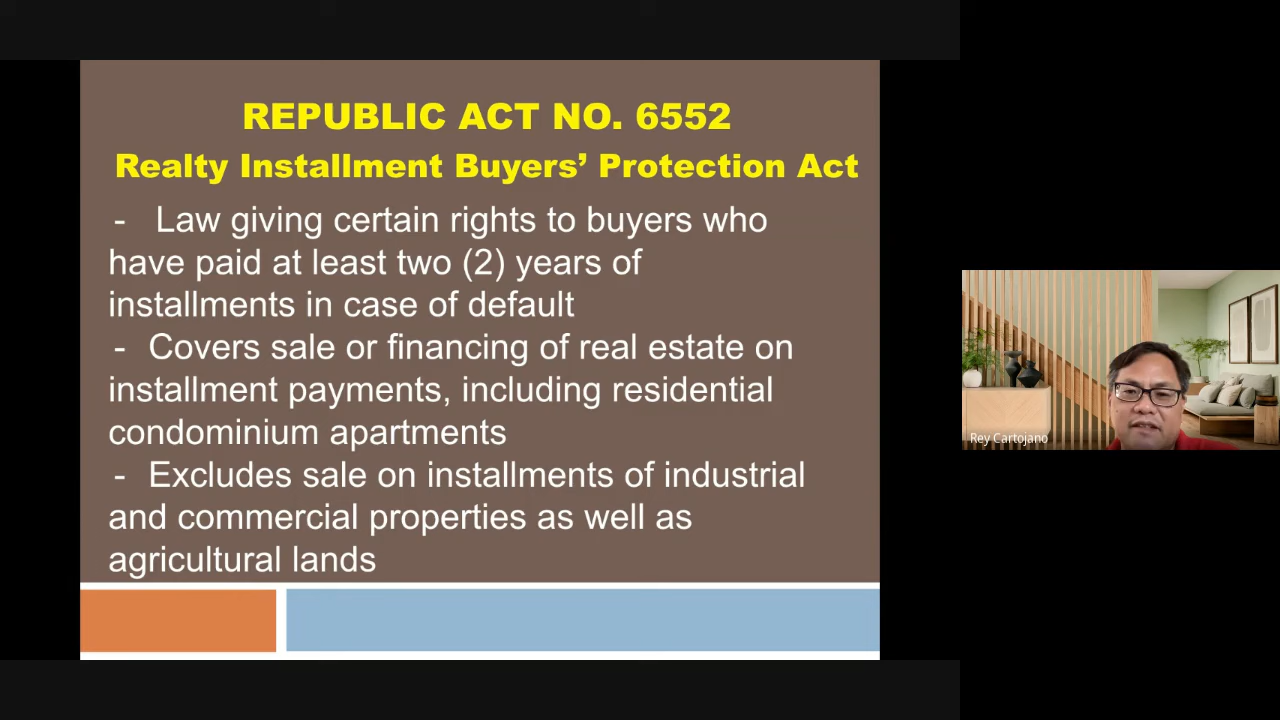 REPUBLIC ACT NO. 6552
Realty Installment Buyers’ Protection Act
- Law giving certain rights to buyers who
have paid at least two (2) years of
installments in case of default
- Covers sale or financing of real estate on
installment payments, including residential
condominium apartments
- Excludes sale on installments of industrial
and commercial properties as well as
agricultural lands
Rey Cartojano